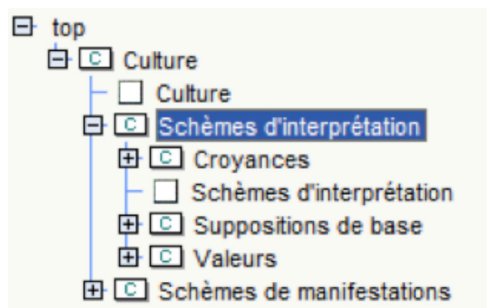 top
C Culture
Culture
C Schèmes d'interprétation
C Croyances
Schèmes d'interprétation
C Suppositions de base
C Valeurs
C Schèmes de manifestations